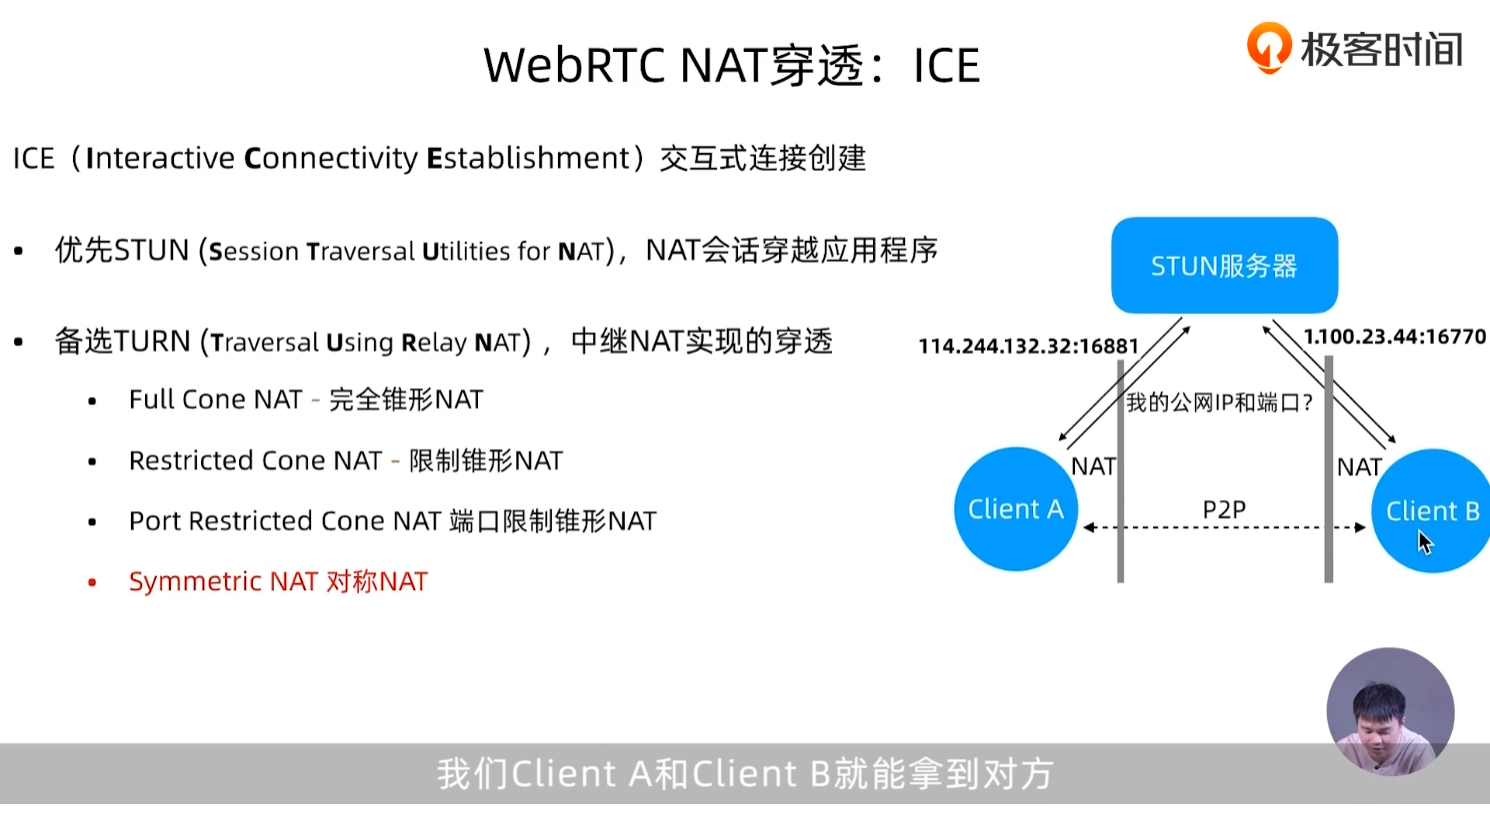 WebRTC NAT穿透：ICE
极客时间
ICE（Interactive Connectivity Establishment）交互式连接创建
• 优先STUN (Session Traversal Utilities for NAT)，NAT会话穿越应用程序
• 备选TURN (Traversal Using Relay NAT) ，中继NAT实现的穿透
• Full Cone NAT - 完全锥形NAT
• Restricted Cone NAT - 限制锥形NAT
• Port Restricted Cone NAT 端口限制锥形NAT
• Symmetric NAT 对称NAT
STUN服务器
114.244.132.32:16881
1.100.23.44:16770
我的公网IP和端口？
NAT
NAT
Client A
P2P
Client B
我们Client A和Client B就能拿到对方